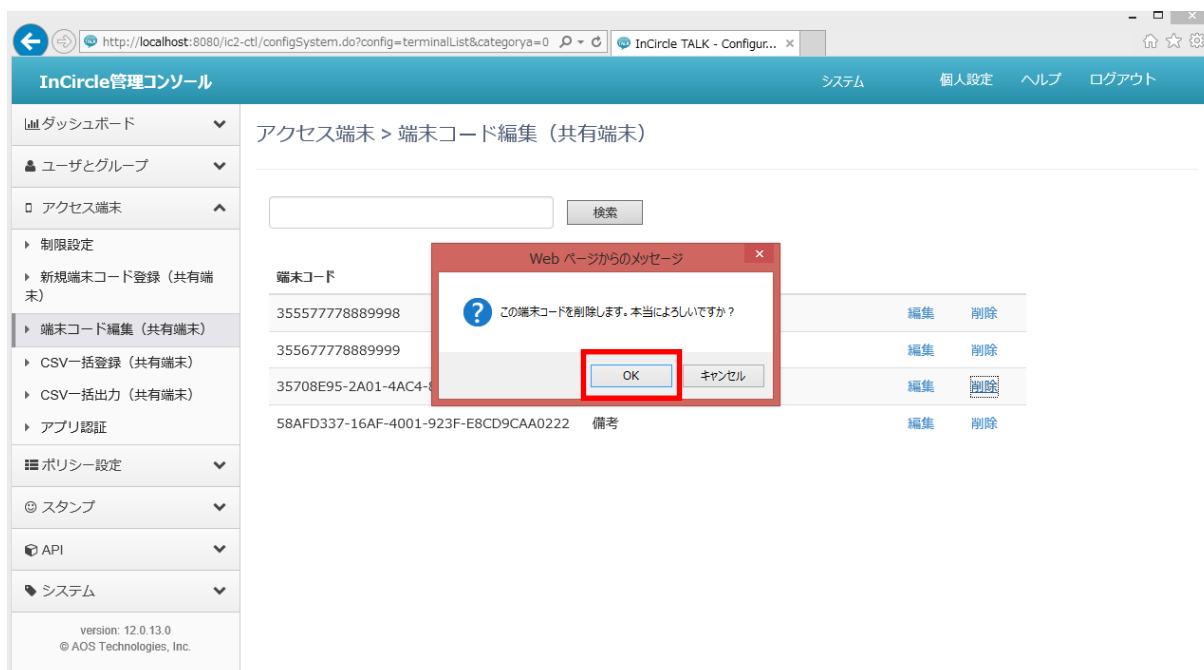 http://localhost:8080/ic2-ctl/configSystem.do?config=terminalList&categorya=0
InCircle TALK - Configur...
InCircle管理コンソール
システム 個人設定 ヘルプ ログアウト
ダッシュボード
ユーザとグループ
アクセス端末
制限設定
新規端末コード登録（共有端
末）
端末コード編集（共有端末）
CSV一括登録（共有端末）
CSV一括出力（共有端末）
アプリ認証
ポリシー設定
スタンプ
API
システム
version: 12.0.13.0
© AOS Technologies, Inc.
アクセス端末 > 端末コード編集（共有端末）
検索
端末コード
355577778889998 編集 削除
355677778889999 編集 削除
35708E95-2A01-4AC4- 編集 削除
58AFD337-16AF-4001-923F-E8CD9CAA0222 備考 編集 削除
Web ページからのメッセージ
この端末コードを削除します。本当によろしいですか？
OK キャンセル